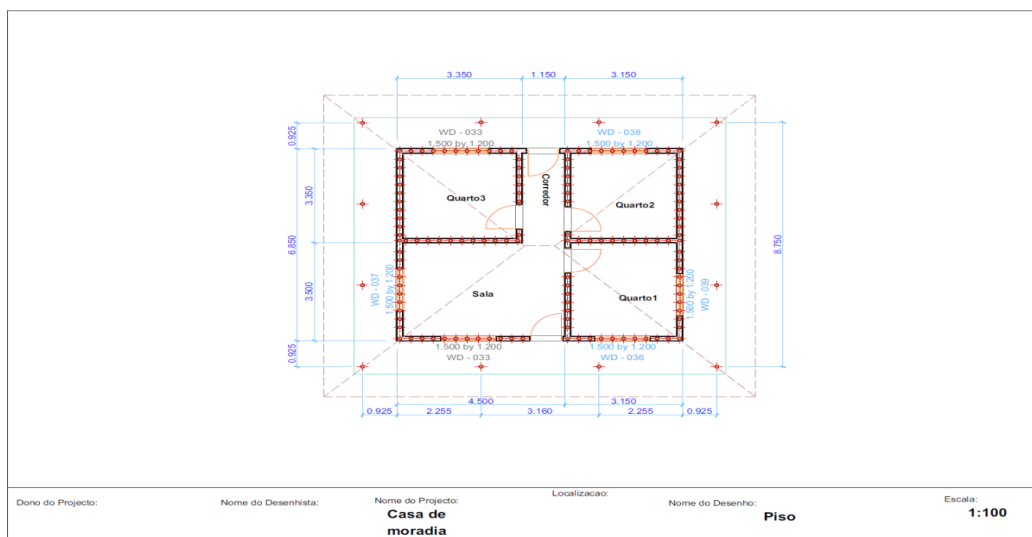 3.350 1.150 3.150
0.925
WD - 033
1.500 by 1.200
WD - 038
1.500 by 1.200
Corredor
3.350
Quarto3
Quarto2
6.850
8.750
WD - 037
1.500 by 1.200
3.500
Sala
Quarto1
1.500 by 1.200
WD - 039
0.925
1.500 by 1.200
WD - 033
1.500 by 1.200
WD - 036
4.500 3.150
0.925 2.255 3.160 2.255 0.925
Dono do Projecto:
Nome do Desenhista:
Nome do Projecto:
Casa de
moradia
Localizacao:
Nome do Desenho:
Piso
Escala:
1:100